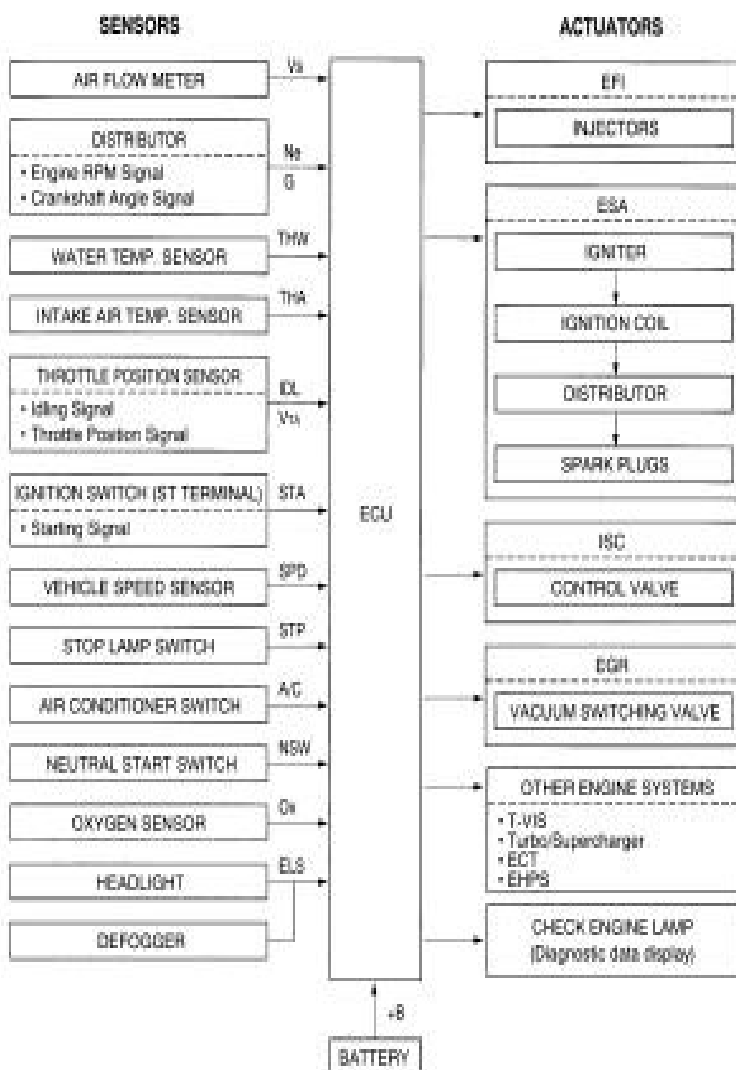 SENSORS
AIR FLOW METER
Vs
DISTRIBUTOR
• Engine RPM Signal
• Crankshaft Angle Signal
Ne
G
WATER TEMP. SENSOR
THW
INTAKE AIR TEMP. SENSOR
THA
THROTTLE POSITION SENSOR
• Idling Signal
• Throttle Position Signal
IDL
VTA
IGNITION SWITCH (ST TERMINAL)
• Starting Signal
STA
VEHICLE SPEED SENSOR
SPD
STOP LAMP SWITCH
STP
AIR CONDITIONER SWITCH
A/C
NEUTRAL START SWITCH
NSW
OXYGEN SENSOR
Ox
HEADLIGHT
ELS
DEFOGGER
ECU
+B
BATTERY
ACTUATORS
EFI
INJECTORS
ESA
IGNITER
IGNITION COIL
DISTRIBUTOR
SPARK PLUGS
ISC
CONTROL VALVE
EGR
VACUUM SWITCHING VALVE
OTHER ENGINE SYSTEMS
• T-VIS
• Turbo/Supercharger
• ECT
• EHPS
CHECK ENGINE LAMP
(Diagnostic data display)